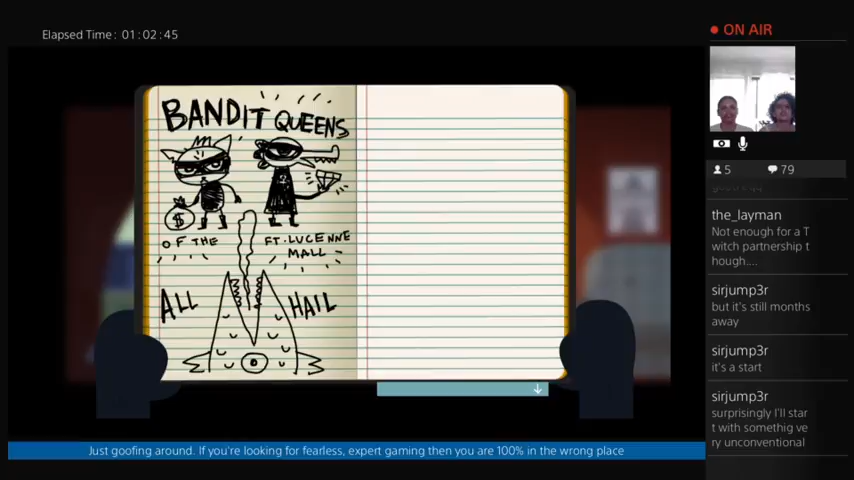 Elapsed Time : 01:02:45
ON AIR
BANDIT QUEENS
$
OF THE FT. LUCENNE
MALL
ALL HAIL
5 79
the_layman
Not enough for a T
witch partnership t
hough....
sirjump3r
but it's still months
away
sirjump3r
it's a start
sirjump3r
surprisingly I'll star
t with somethig ve
ry unconventional
Just goofing around. If you're looking for fearless, expert gaming then you are 100% in the wrong place